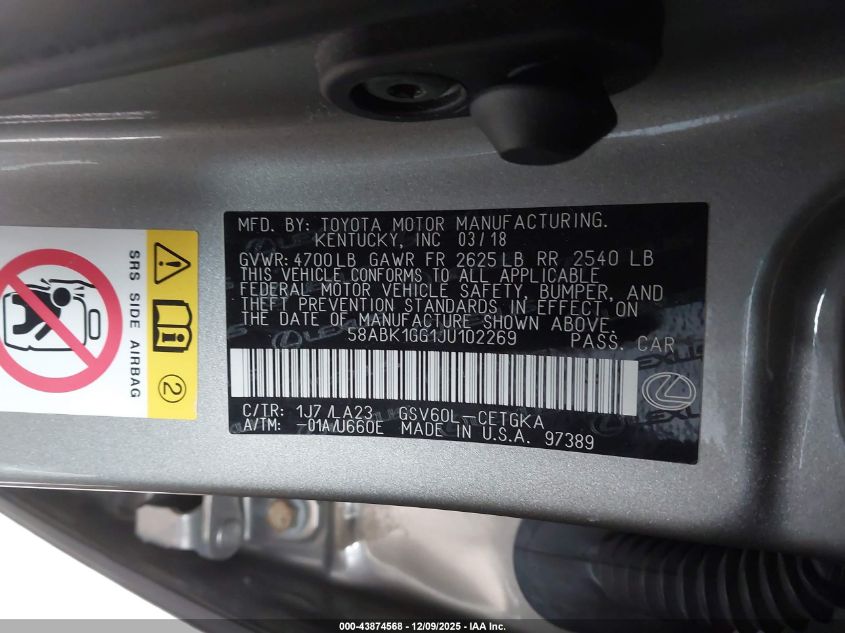 MFD. BY: TOYOTA MOTOR MANUFACTURING.
KENTUCKY, INC 03/18
GVWR: 4700LB GAWR FR 2625LB RR 2540 LB
THIS VEHICLE CONFORMS TO ALL APPLICABLE
FEDERAL MOTOR VEHICLE SAFETY, BUMPER, AND
THEFT PREVENTION STANDARDS IN EFFECT ON
THE DATE OF MANUFACTURE SHOWN ABOVE.
58ABK1GG1JU102269 PASS. CAR
C/TR: 1J7 /LA23 GSV60L-CETGKA
A/TM: -01A/U660E MADE IN U.S.A. 97389
SRS SIDE AIRBAG
2
000-43874568 - 12/09/2025 - IAA Inc.